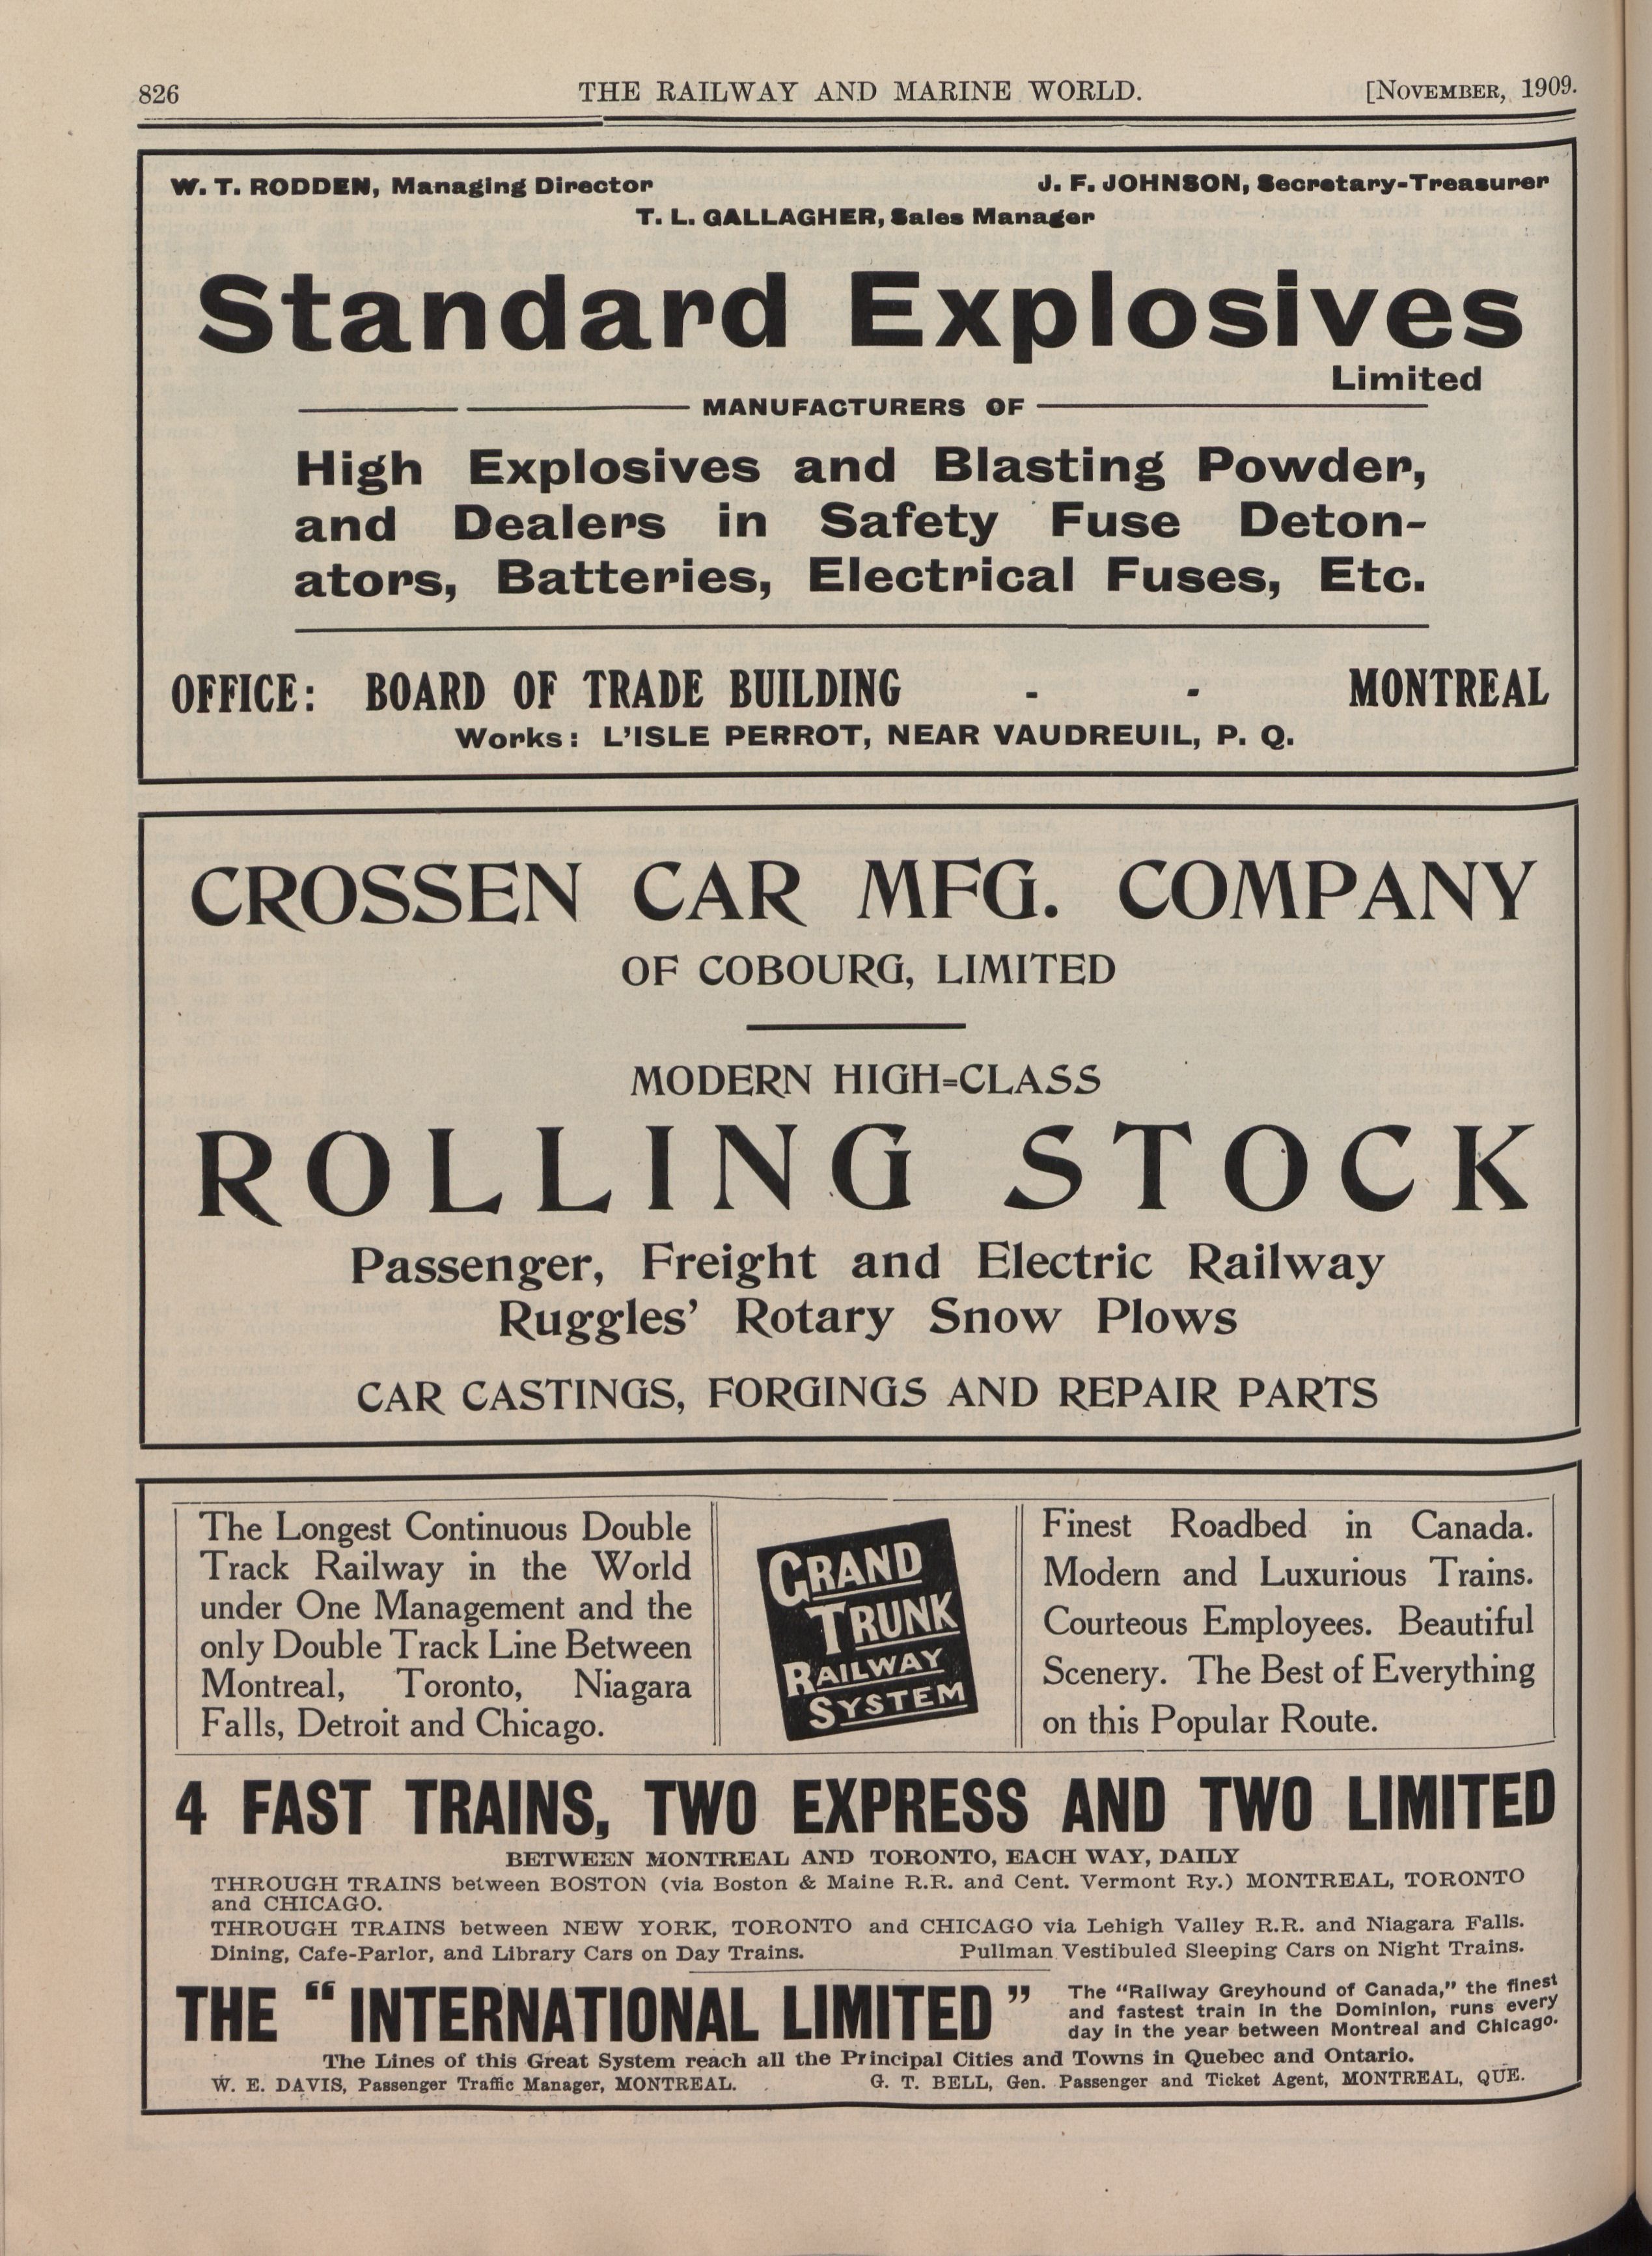 826
THE RAILWAY AND MARINE WORLD.
[NOVEMBER, 1909.
W. T. RODDEN, Managing Director
J. F. JOHNSON, Secretary-Treasurer
T. L. GALLAGHER, Sales Manager
Standard Explosives
Limited
MANUFACTURERS OF
High Explosives and Blasting Powder,
and Dealers in Safety Fuse Deton-
ators, Batteries, Electrical Fuses, Etc.
OFFICE: BOARD OF TRADE BUILDING - - MONTREAL
Works: L'ISLE PERROT, NEAR VAUDREUIL, P. Q.
CROSSEN CAR MFG. COMPANY
OF COBOURG, LIMITED
MODERN HIGH=CLASS
ROLLING STOCK
Passenger, Freight and Electric Railway
Ruggles' Rotary Snow Plows
CAR CASTINGS, FORGINGS AND REPAIR PARTS
The Longest Continuous Double
Track Railway in the World
under One Management and the
only Double Track Line Between
Montreal, Toronto, Niagara
Falls, Detroit and Chicago.
GRAND
TRUNK
RAILWAY
SYSTEM
Finest Roadbed in Canada.
Modern and Luxurious Trains.
Courteous Employees. Beautiful
Scenery. The Best of Everything
on this Popular Route.
4 FAST TRAINS, TWO EXPRESS AND TWO LIMITED
BETWEEN MONTREAL AND TORONTO, EACH WAY, DAILY
THROUGH TRAINS between BOSTON (via Boston & Maine R.R. and Cent. Vermont Ry.) MONTREAL, TORONTO
and CHICAGO.
THROUGH TRAINS between NEW YORK, TORONTO and CHICAGO via Lehigh Valley R.R. and Niagara Falls.
Dining, Cafe-Parlor, and Library Cars on Day Trains.
Pullman Vestibuled Sleeping Cars on Night Trains.
THE "INTERNATIONAL LIMITED"
The "Railway Greyhound of Canada," the finest
and fastest train in the Dominion, runs every
day in the year between Montreal and Chicago.
The Lines of this Great System reach all the Principal Cities and Towns in Quebec and Ontario.
W. E. DAVIS, Passenger Traffic Manager, MONTREAL.
G. T. BELL, Gen. Passenger and Ticket Agent, MONTREAL, QUE.